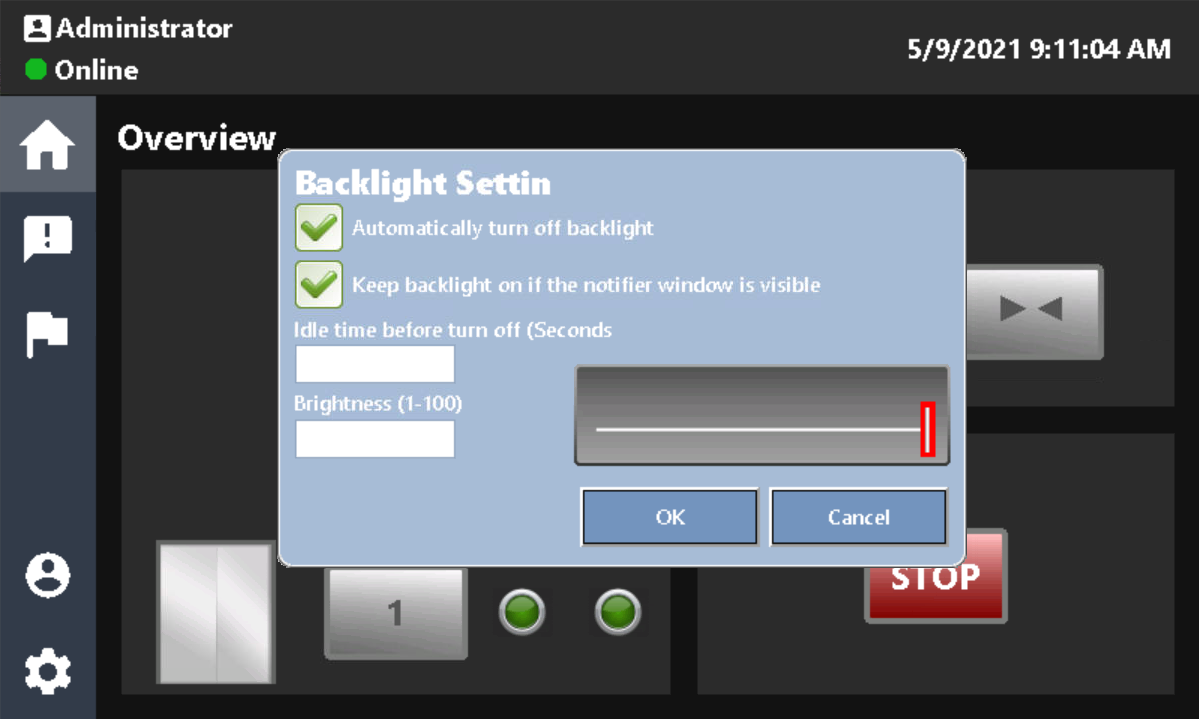 Administrator
Online
5/9/2021 9:11:04 AM
Overview
Backlight Settin
Automatically turn off backlight
Keep backlight on if the notifier window is visible
Idle time before turn off (Seconds
Brightness (1-100)
OK
Cancel
1
STOP